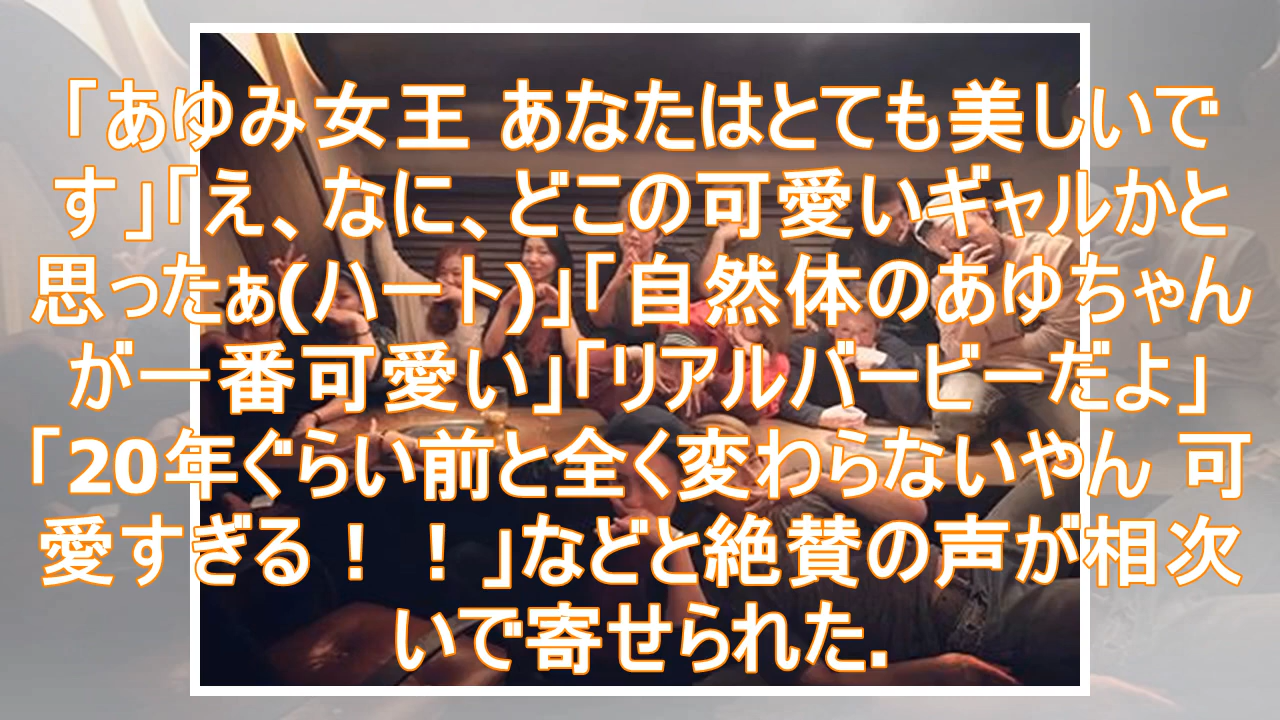 「あゆみ女王 あなたはとても美しいで
す」「え、なに、どこの可愛いギャルかと
思ったぁ(ハート)」「自然体のあゆちゃん
が一番可愛い」「リアルバービーだよ」
「20年ぐらい前と全く変わらないやん 可
愛すぎる！！」などと絶賛の声が相次
いで寄せられた.